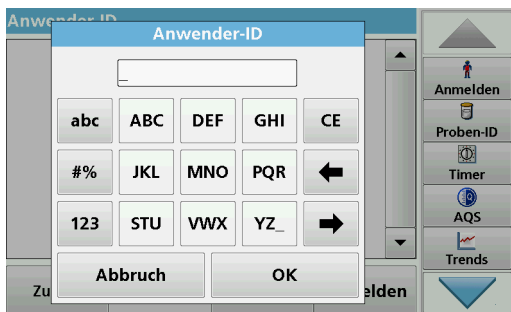 Anwender-ID
Anwender-ID
_
abc ABC DEF GHI CE
#% JKL MNO PQR
123 STU VWX YZ_
Abbruch OK
Zu elden
Anmelden
Proben-ID
Timer
AQS
Trends